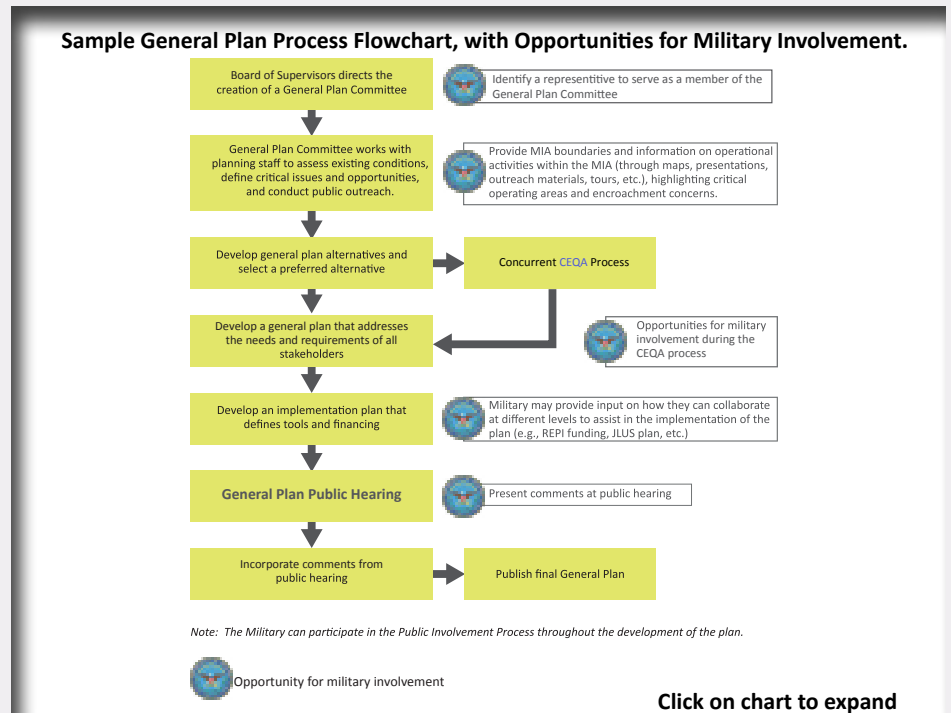 Sample General Plan Process Flowchart, with Opportunities for Military Involvement.
Board of Supervisors directs the
creation of a General Plan Committee
Identify a representitive to serve as a member of the
General Plan Committee
General Plan Committee works with
planning staff to assess existing conditions,
define critical issues and opportunities,
and conduct public outreach.
Provide MIA boundaries and information on operational
activities within the MIA (through maps, presentations,
outreach materials, tours, etc.), highlighting critical
operating areas and encroachment concerns.
Develop general plan alternatives and
select a preferred alternative
Concurrent CEQA Process
Develop a general plan that addresses
the needs and requirements of all
stakeholders
Opportunities for military
involvement during the
CEQA process
Develop an implementation plan that
defines tools and financing
Military may provide input on how they can collaborate
at different levels to assist in the implementation of the
plan (e.g., REPI funding, JLUS plan, etc.)
General Plan Public Hearing
Present comments at public hearing
Incorporate comments from
public hearing
Publish final General Plan
Note: The Military can participate in the Public Involvement Process throughout the development of the plan.
Opportunity for military involvement
Click on chart to expand